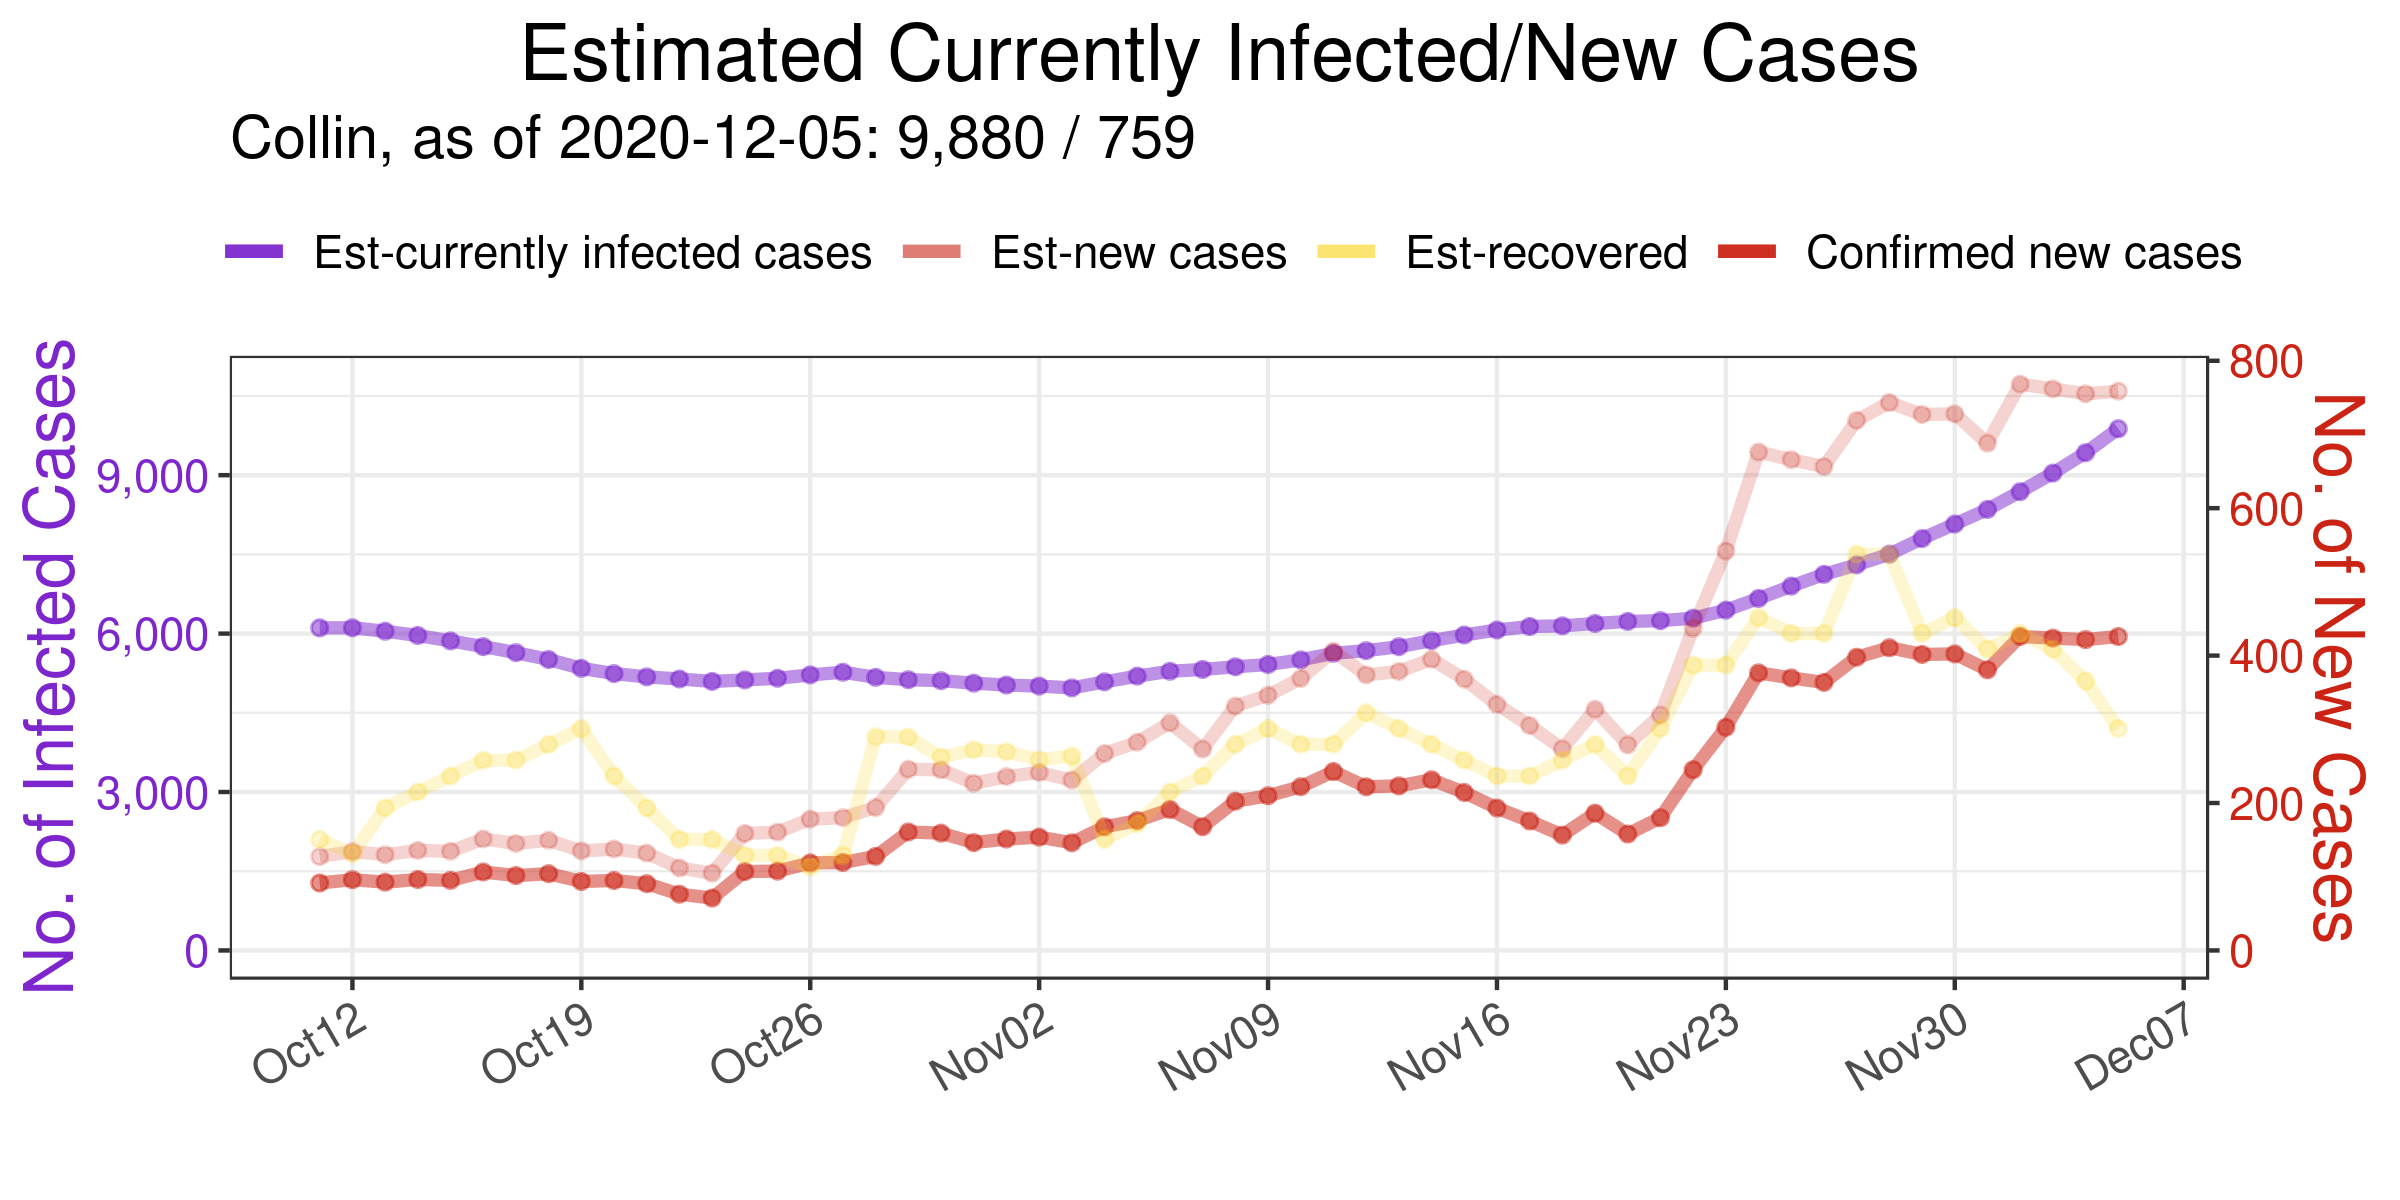 Estimated Currently Infected/New Cases
Collin, as of 2020-12-05: 9,880 / 759
Est-currently infected cases Est-new cases Est-recovered Confirmed new cases
No. of Infected Cases
9,000
6,000
3,000
0
800
600
400
200
0
No. of New Cases
Oct12 Oct19 Oct26 Nov02 Nov09 Nov16 Nov23 Nov30 Dec07